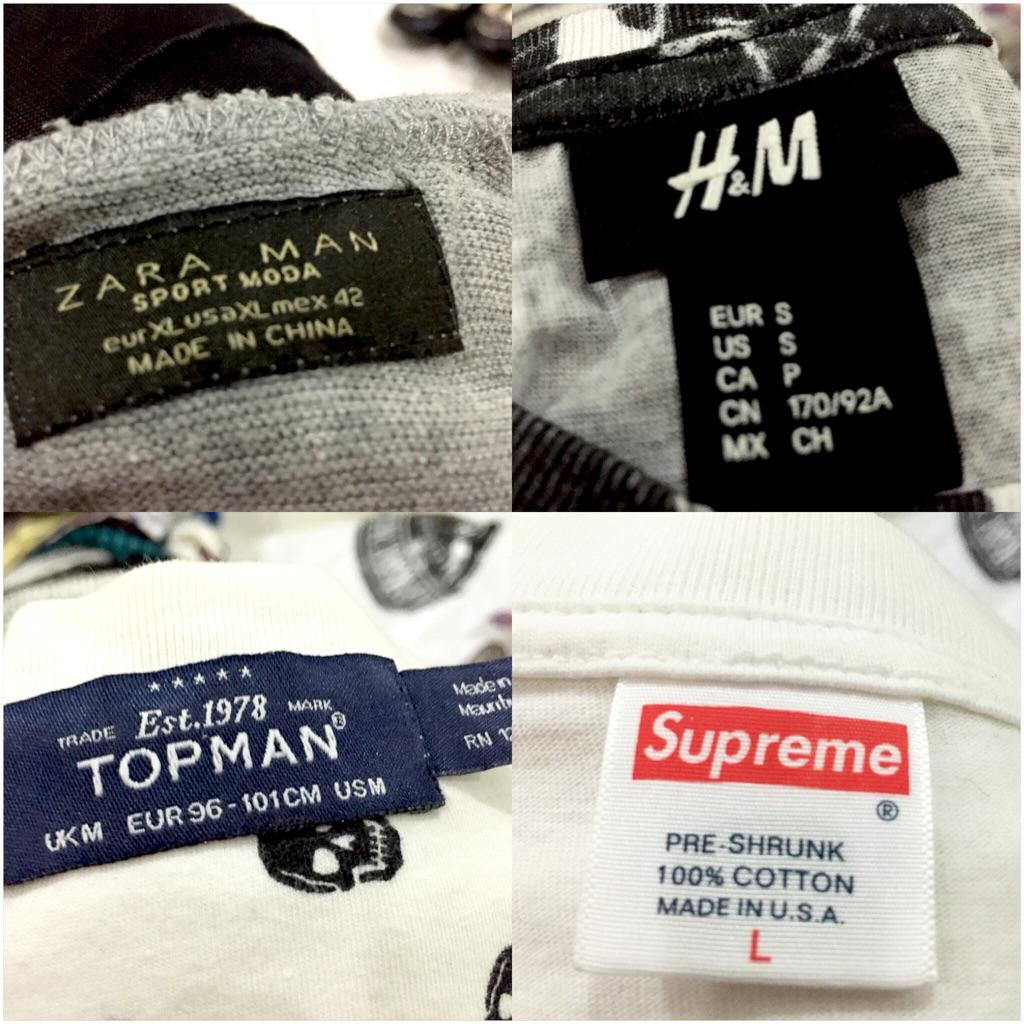 ZARA MAN
SPORT MODA
eurXLusaXLmex 42
MADE IN CHINA
H&M
EUR S
US S
CA P
CN 170/92A
MX CH
Est.1978
TRADE MARK
TOPMAN®
UKM EUR 96 - 101CM USM
Made in
RN
Supreme
®
PRE-SHRUNK
100% COTTON
MADE IN U.S.A.
L